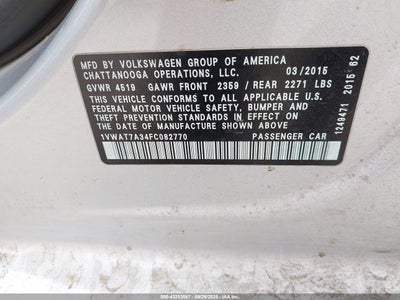 MFD BY VOLKSWAGEN GROUP OF AMERICA
CHATTANOOGA OPERATIONS, LLC. 03/2015
GVWR 4519 GAWR FRONT 2359 / REAR 2271 LBS
THIS VEHICLE CONFORMS TO ALL APPLICABLE U.S.
FEDERAL MOTOR VEHICLE SAFETY, BUMPER AND
THEFT PREVENTION STANDARDS IN EFFECT ON
THE DATE OF MANUFACTURE SHOWN ABOVE.
1VWAT7A34FC082770 PASSENGER CAR
1249471 2015 62